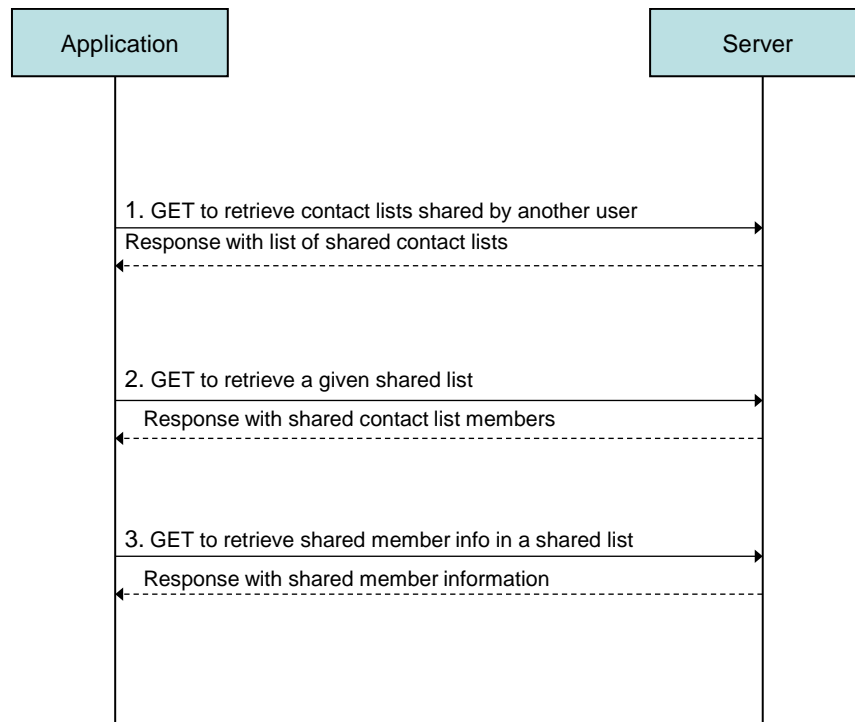 Application
Server
1. GET to retrieve contact lists shared by another user
Response with list of shared contact lists
2. GET to retrieve a given shared list
Response with shared contact list members
3. GET to retrieve shared member info in a shared list
Response with shared member information